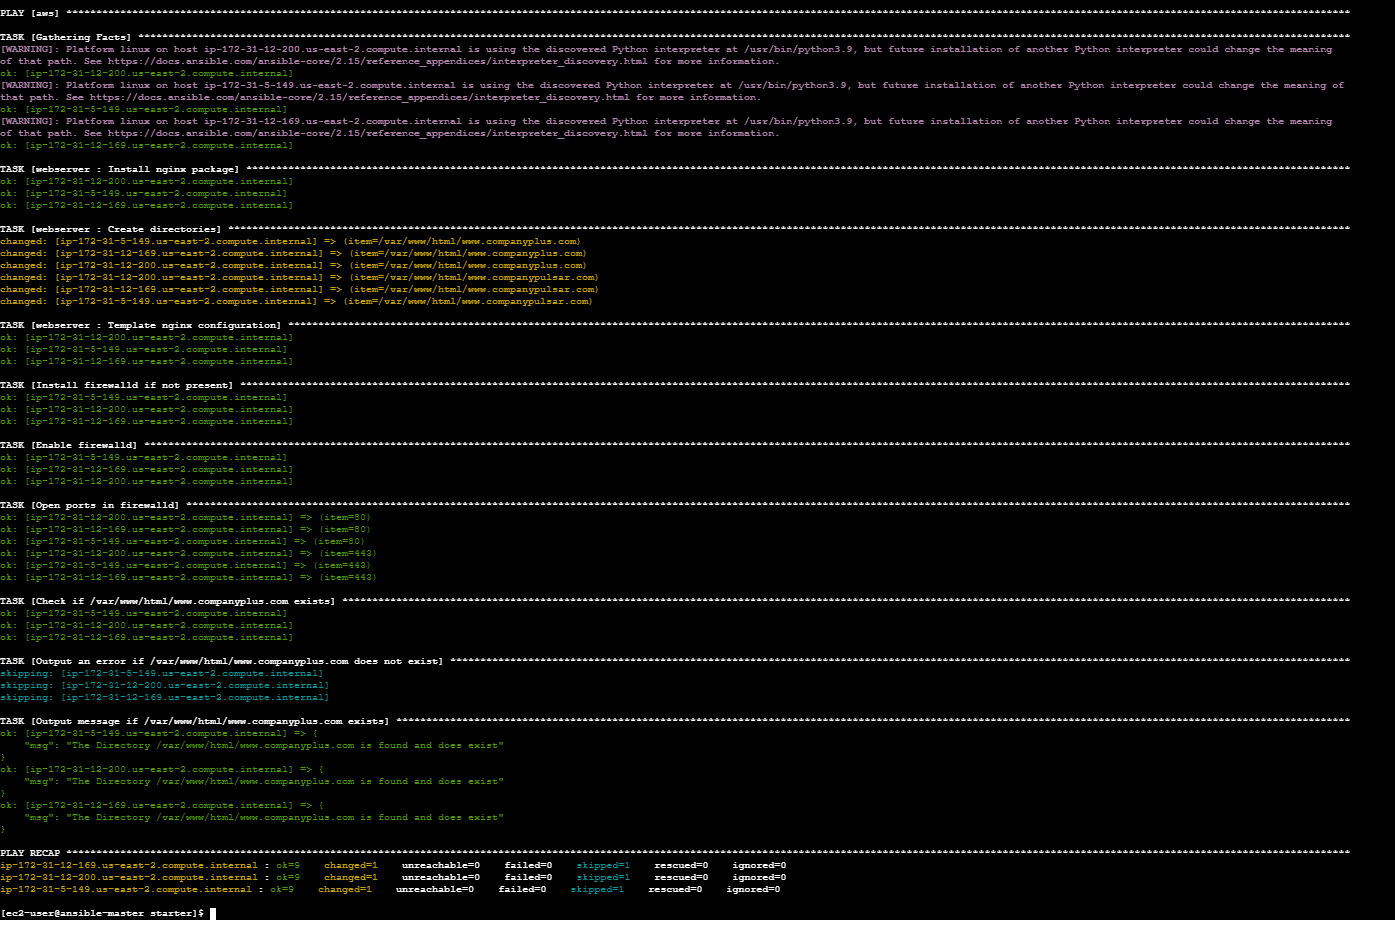 PLAY [aws] ****************************************************************************************************
TASK [Gathering Facts] ****************************************************************************************************
[WARNING]: Platform linux on host ip-172-31-12-200.us-east-2.compute.internal is using the discovered Python interpreter at /usr/bin/python3.9, but future installation of another Python interpreter could change the meaning
of that path. See https://docs.ansible.com/ansible-core/2.15/reference_appendices/interpreter_discovery.html for more information.
ok: [ip-172-31-12-200.us-east-2.compute.internal]
[WARNING]: Platform linux on host ip-172-31-5-149.us-east-2.compute.internal is using the discovered Python interpreter at /usr/bin/python3.9, but future installation of another Python interpreter could change the meaning of
that path. See https://docs.ansible.com/ansible-core/2.15/reference_appendices/interpreter_discovery.html for more information.
ok: [ip-172-31-5-149.us-east-2.compute.internal]
[WARNING]: Platform linux on host ip-172-31-12-169.us-east-2.compute.internal is using the discovered Python interpreter at /usr/bin/python3.9, but future installation of another Python interpreter could change the meaning
of that path. See https://docs.ansible.com/ansible-core/2.15/reference_appendices/interpreter_discovery.html for more information.
ok: [ip-172-31-12-169.us-east-2.compute.internal]
TASK [webserver : Install nginx package] ****************************************************************************************************
ok: [ip-172-31-12-200.us-east-2.compute.internal]
ok: [ip-172-31-5-149.us-east-2.compute.internal]
ok: [ip-172-31-12-169.us-east-2.compute.internal]
TASK [webserver : Create directories] ****************************************************************************************************
changed: [ip-172-31-5-149.us-east-2.compute.internal] => (item=/var/www/html/www.companyplus.com)
changed: [ip-172-31-12-169.us-east-2.compute.internal] => (item=/var/www/html/www.companyplus.com)
changed: [ip-172-31-12-200.us-east-2.compute.internal] => (item=/var/www/html/www.companyplus.com)
changed: [ip-172-31-12-200.us-east-2.compute.internal] => (item=/var/www/html/www.companypulsar.com)
changed: [ip-172-31-12-169.us-east-2.compute.internal] => (item=/var/www/html/www.companypulsar.com)
changed: [ip-172-31-5-149.us-east-2.compute.internal] => (item=/var/www/html/www.companypulsar.com)
TASK [webserver : Template nginx configuration] ****************************************************************************************************
ok: [ip-172-31-12-200.us-east-2.compute.internal]
ok: [ip-172-31-5-149.us-east-2.compute.internal]
ok: [ip-172-31-12-169.us-east-2.compute.internal]
TASK [Install firewalld if not present] ****************************************************************************************************
ok: [ip-172-31-5-149.us-east-2.compute.internal]
ok: [ip-172-31-12-200.us-east-2.compute.internal]
ok: [ip-172-31-12-169.us-east-2.compute.internal]
TASK [Enable firewalld] ****************************************************************************************************
ok: [ip-172-31-5-149.us-east-2.compute.internal]
ok: [ip-172-31-12-169.us-east-2.compute.internal]
ok: [ip-172-31-12-200.us-east-2.compute.internal]
TASK [Open ports in firewalld] ****************************************************************************************************
ok: [ip-172-31-12-200.us-east-2.compute.internal] => (item=80)
ok: [ip-172-31-12-169.us-east-2.compute.internal] => (item=80)
ok: [ip-172-31-5-149.us-east-2.compute.internal] => (item=80)
ok: [ip-172-31-12-200.us-east-2.compute.internal] => (item=443)
ok: [ip-172-31-5-149.us-east-2.compute.internal] => (item=443)
ok: [ip-172-31-12-169.us-east-2.compute.internal] => (item=443)
TASK [Check if /var/www/html/www.companyplus.com exists] ****************************************************************************************************
ok: [ip-172-31-5-149.us-east-2.compute.internal]
ok: [ip-172-31-12-200.us-east-2.compute.internal]
ok: [ip-172-31-12-169.us-east-2.compute.internal]
TASK [Output an error if /var/www/html/www.companyplus.com does not exist] ****************************************************************************************************
skipping: [ip-172-31-5-149.us-east-2.compute.internal]
skipping: [ip-172-31-12-200.us-east-2.compute.internal]
skipping: [ip-172-31-12-169.us-east-2.compute.internal]
TASK [Output message if /var/www/html/www.companyplus.com exists] ****************************************************************************************************
ok: [ip-172-31-5-149.us-east-2.compute.internal] => {
"msg": "The Directory /var/www/html/www.companyplus.com is found and does exist"
}
ok: [ip-172-31-12-200.us-east-2.compute.internal] => {
"msg": "The Directory /var/www/html/www.companyplus.com is found and does exist"
}
ok: [ip-172-31-12-169.us-east-2.compute.internal] => {
"msg": "The Directory /var/www/html/www.companyplus.com is found and does exist"
}
PLAY RECAP ****************************************************************************************************
ip-172-31-12-169.us-east-2.compute.internal : ok=9 changed=1 unreachable=0 failed=0 skipped=1 rescued=0 ignored=0
ip-172-31-12-200.us-east-2.compute.internal : ok=9 changed=1 unreachable=0 failed=0 skipped=1 rescued=0 ignored=0
ip-172-31-5-149.us-east-2.compute.internal : ok=9 changed=1 unreachable=0 failed=0 skipped=1 rescued=0 ignored=0
[ec2-user@ansible-master starter]$